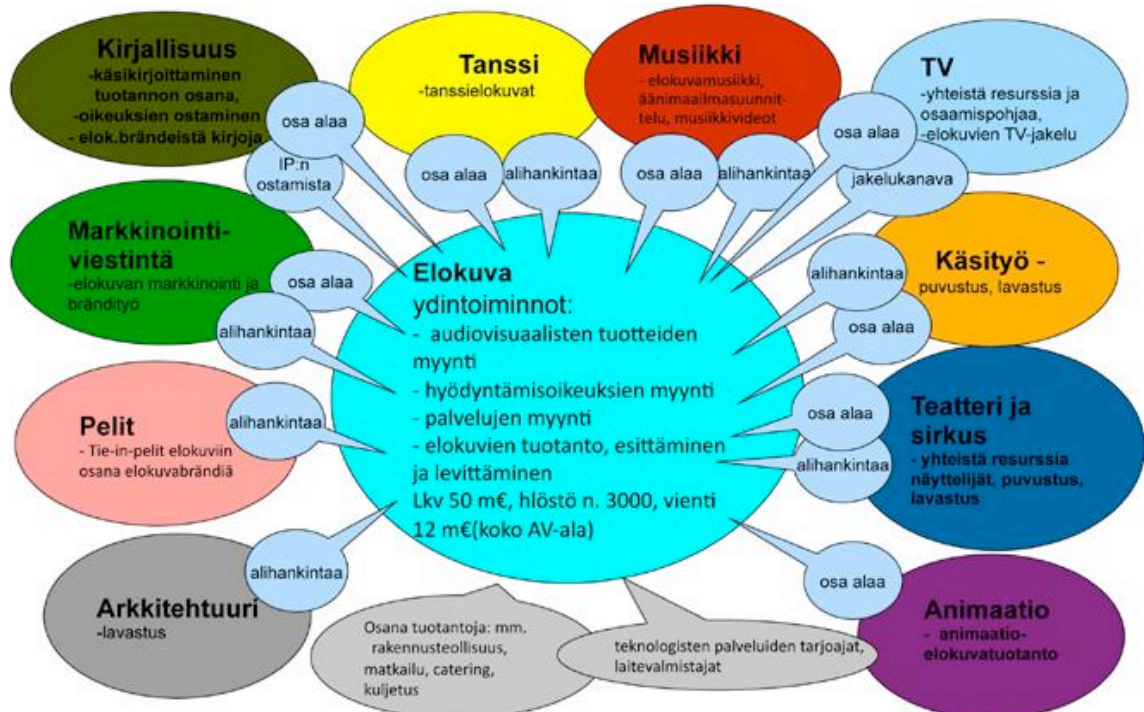 Kirjallisuus
-käsikirjoittaminen
tuotannon osana,
-oikeuksien ostaminen
- elok.brändeistä kirjoja
osa alaa
IP:n
ostamista
Tanssi
-tanssielokuvat
osa alaa
alihankintaa
Musiikki
- elokuvamusiikki,
äänimaailmasuunnit-
telu, musiikkivideot
osa alaa
alihankintaa
TV
-yhteistä resurssia ja
osaamispohjaa,
-elokuvien TV-jakelu
osa alaa
jakelukanava
Markkinointi-
viestintä
-elokuvan markkinointi ja
brändityö
osa alaa
alihankintaa
Elokuva
ydintoiminnot:
- audiovisuaalisten tuotteiden
myynti
- hyödyntämisoikeuksien myynti
- palvelujen myynti
- elokuvien tuotanto, esittäminen
ja levittäminen
Lkv 50 m€, hlöstö n. 3000, vienti
12 m€(koko AV-ala)
Käsityö -
puvustus, lavastus
alihankintaa
osa alaa
Pelit
- Tie-in-pelit elokuviin
osana elokuvabrändiä
alihankintaa
Teatteri ja
sirkus
- yhteistä resurssia
näyttelijät, puvustus,
lavastus
osa alaa
alihankintaa
Arkkitehtuuri
-lavastus
alihankintaa
Osana tuotantoja: mm.
rakennusteollisuus,
matkailu, catering,
kuljetus
teknologisten palveluiden tarjoajat,
laitevalmistajat
Animaatio
- animaatio-
elokuvatuotanto
osa alaa